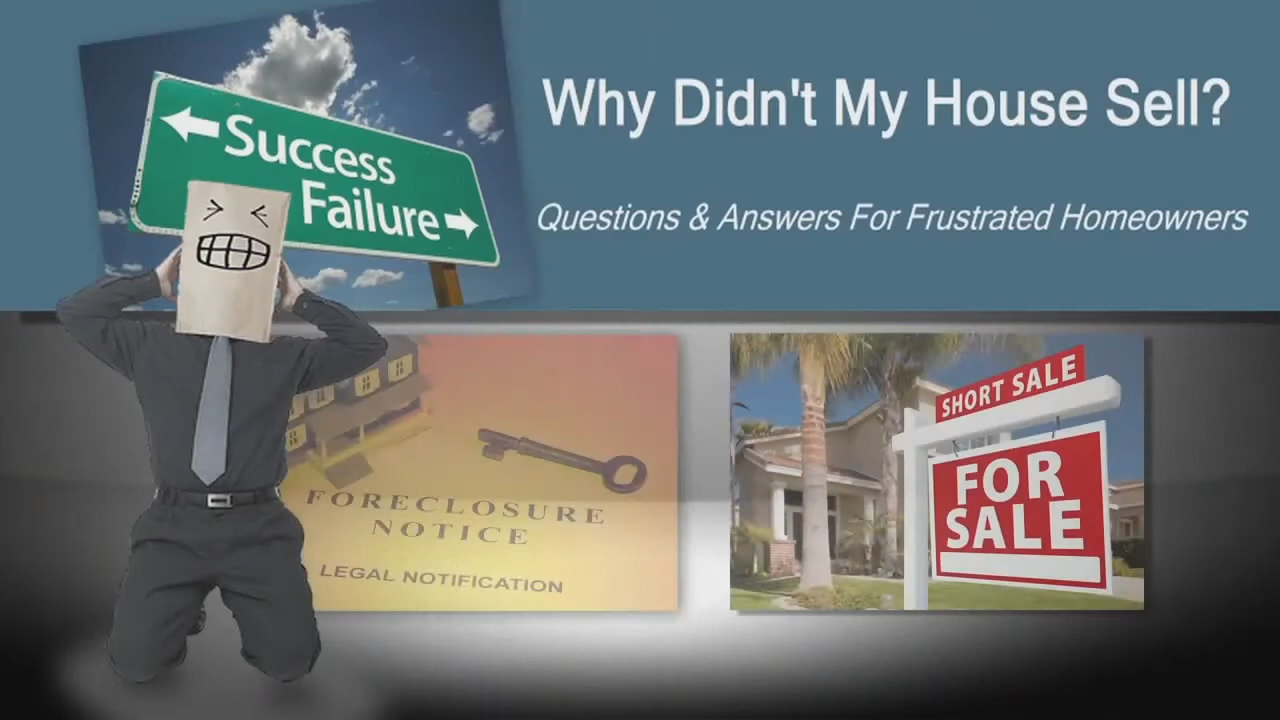 Why Didn't My House Sell?
Questions & Answers For Frustrated Homeowners
Success
Failure
FORECLOSURE
NOTICE
LEGAL NOTIFICATION
SHORT SALE
FOR
SALE